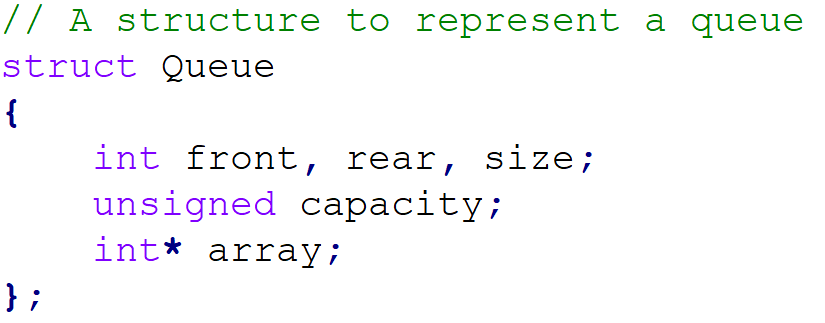 // A structure to represent a queue
struct Queue
{
    int front, rear, size;
    unsigned capacity;
    int* array;
};